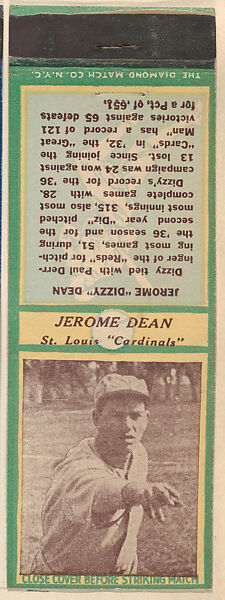 THE DIAMOND MATCH CO. N.Y.C.
JEROME "DIZZY" DEAN
Dizzy tied with Paul Derr-
inger of the "Reds" for pitch-
ing most games, 51, during
the '36 season and for the
second year "Diz" pitched
most innings, 315, also most
complete games with 28.
Dizzy's record for the '36
campaign was 24 won against
13 lost. Since joining the
"Cards" in '32, the "Great
Man" has a record of 121
victories against 65 defeats
for a Pct. of .651.
JEROME DEAN
St. Louis "Cardinals"
CLOSE COVER BEFORE STRIKING MATCH